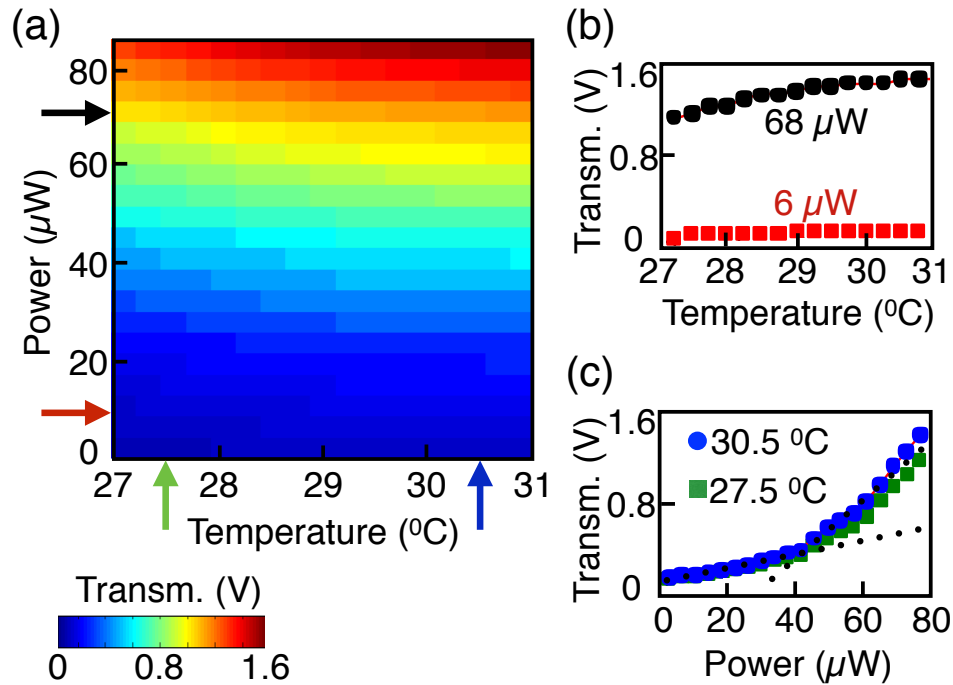 (a)
Power (µW)
80
60
40
20
0
27 28 29 30 31
Temperature (⁰C)
Transm. (V)
0 0.8 1.6
(b)
Transm. (V)
1.6
0.8
0
68 µW
6 µW
27 28 29 30 31
Temperature (⁰C)
(c)
Transm. (V)
1.6
0.8
0
30.5 ⁰C
27.5 ⁰C
0 20 40 60 80
Power (µW)